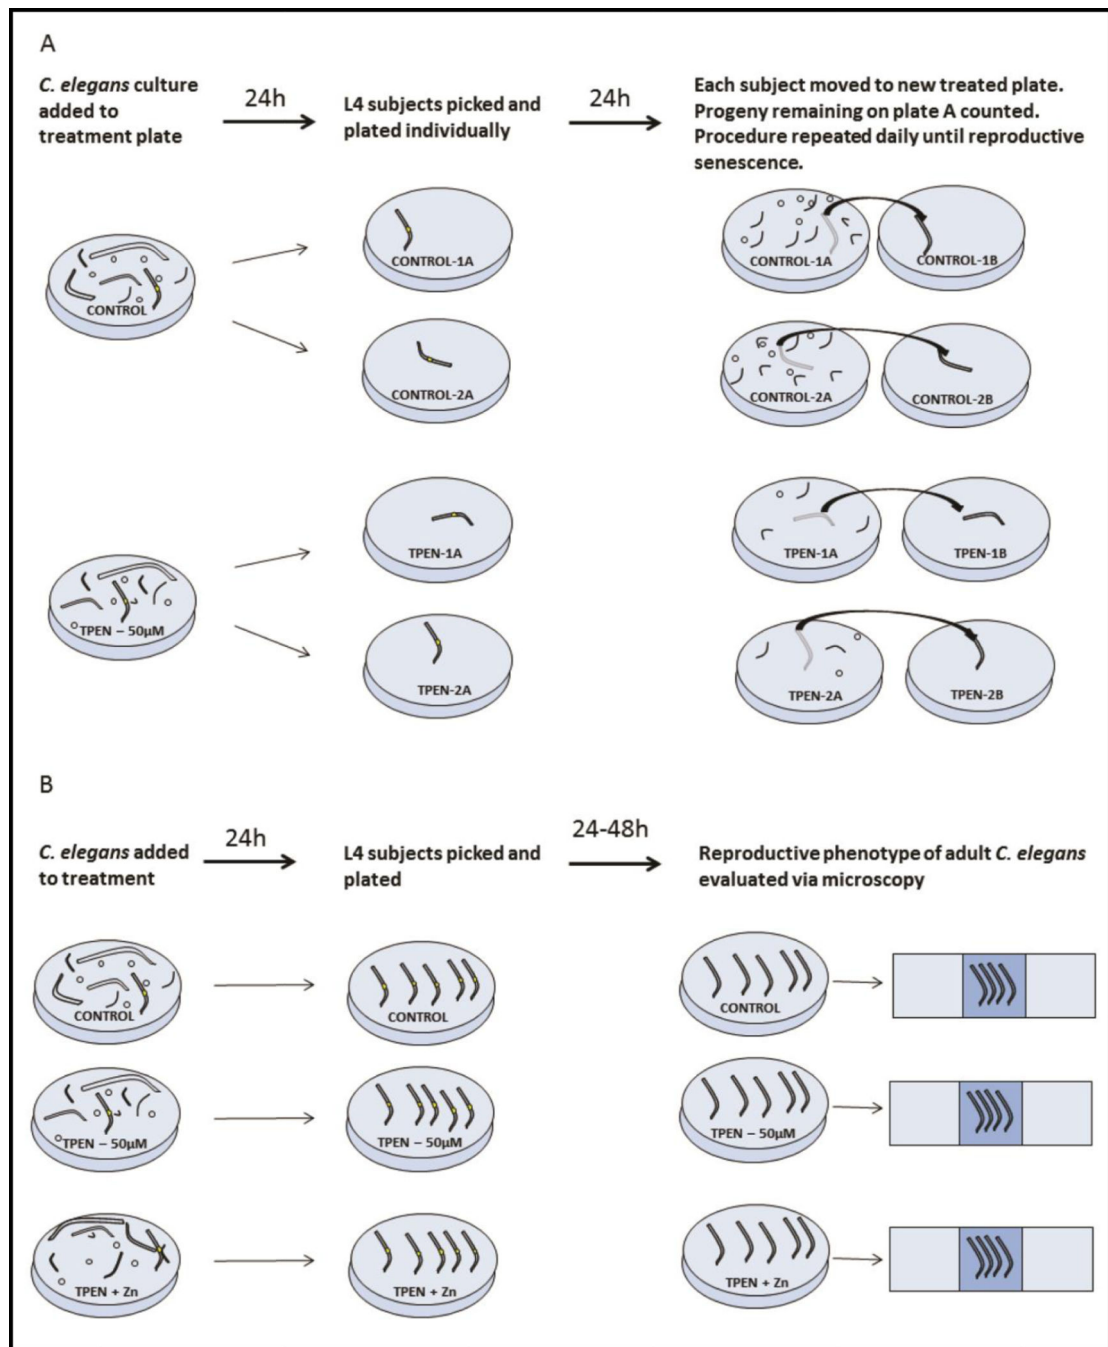 A
C. elegans culture
added to
treatment plate
24h
L4 subjects picked and
plated individually
24h
Each subject moved to new treated plate.
Progeny remaining on plate A counted.
Procedure repeated daily until reproductive
senescence.
CONTROL
CONTROL-1A
CONTROL-1A
CONTROL-1B
CONTROL-2A
CONTROL-2A
CONTROL-2B
TPEN – 50µM
TPEN-1A
TPEN-1A
TPEN-1B
TPEN-2A
TPEN-2A
TPEN-2B
B
C. elegans added
to treatment
24h
L4 subjects picked and
plated
24-48h
Reproductive phenotype of adult C. elegans
evaluated via microscopy
CONTROL
CONTROL
CONTROL
TPEN – 50µM
TPEN – 50µM
TPEN – 50µM
TPEN + Zn
TPEN + Zn
TPEN + Zn